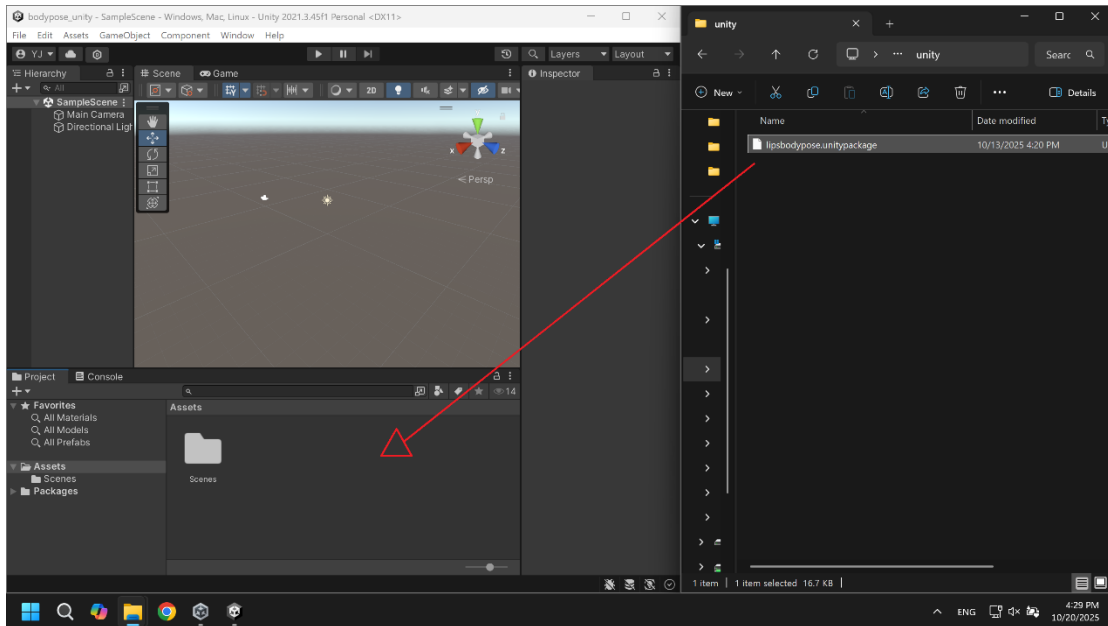 bodypose_unity - SampleScene - Windows, Mac, Linux - Unity 2021.3.45f1 Personal <DX11>
File Edit Assets GameObject Component Window Help
YJ
Layers
Layout
Hierarchy
Scene
Game
Inspector
All
2D
SampleScene
Main Camera
Directional Ligh
x
z
Persp
Project
Console
14
Favorites
All Materials
All Models
All Prefabs
Assets
Scenes
Packages
Assets
Scenes
unity
unity
Searc
New
Details
Name
Date modified
Ty
lipsbodypose.unitypackage
10/13/2025 4:20 PM
U
1 item
1 item selected 16.7 KB
ENG
4:29 PM
10/20/2025